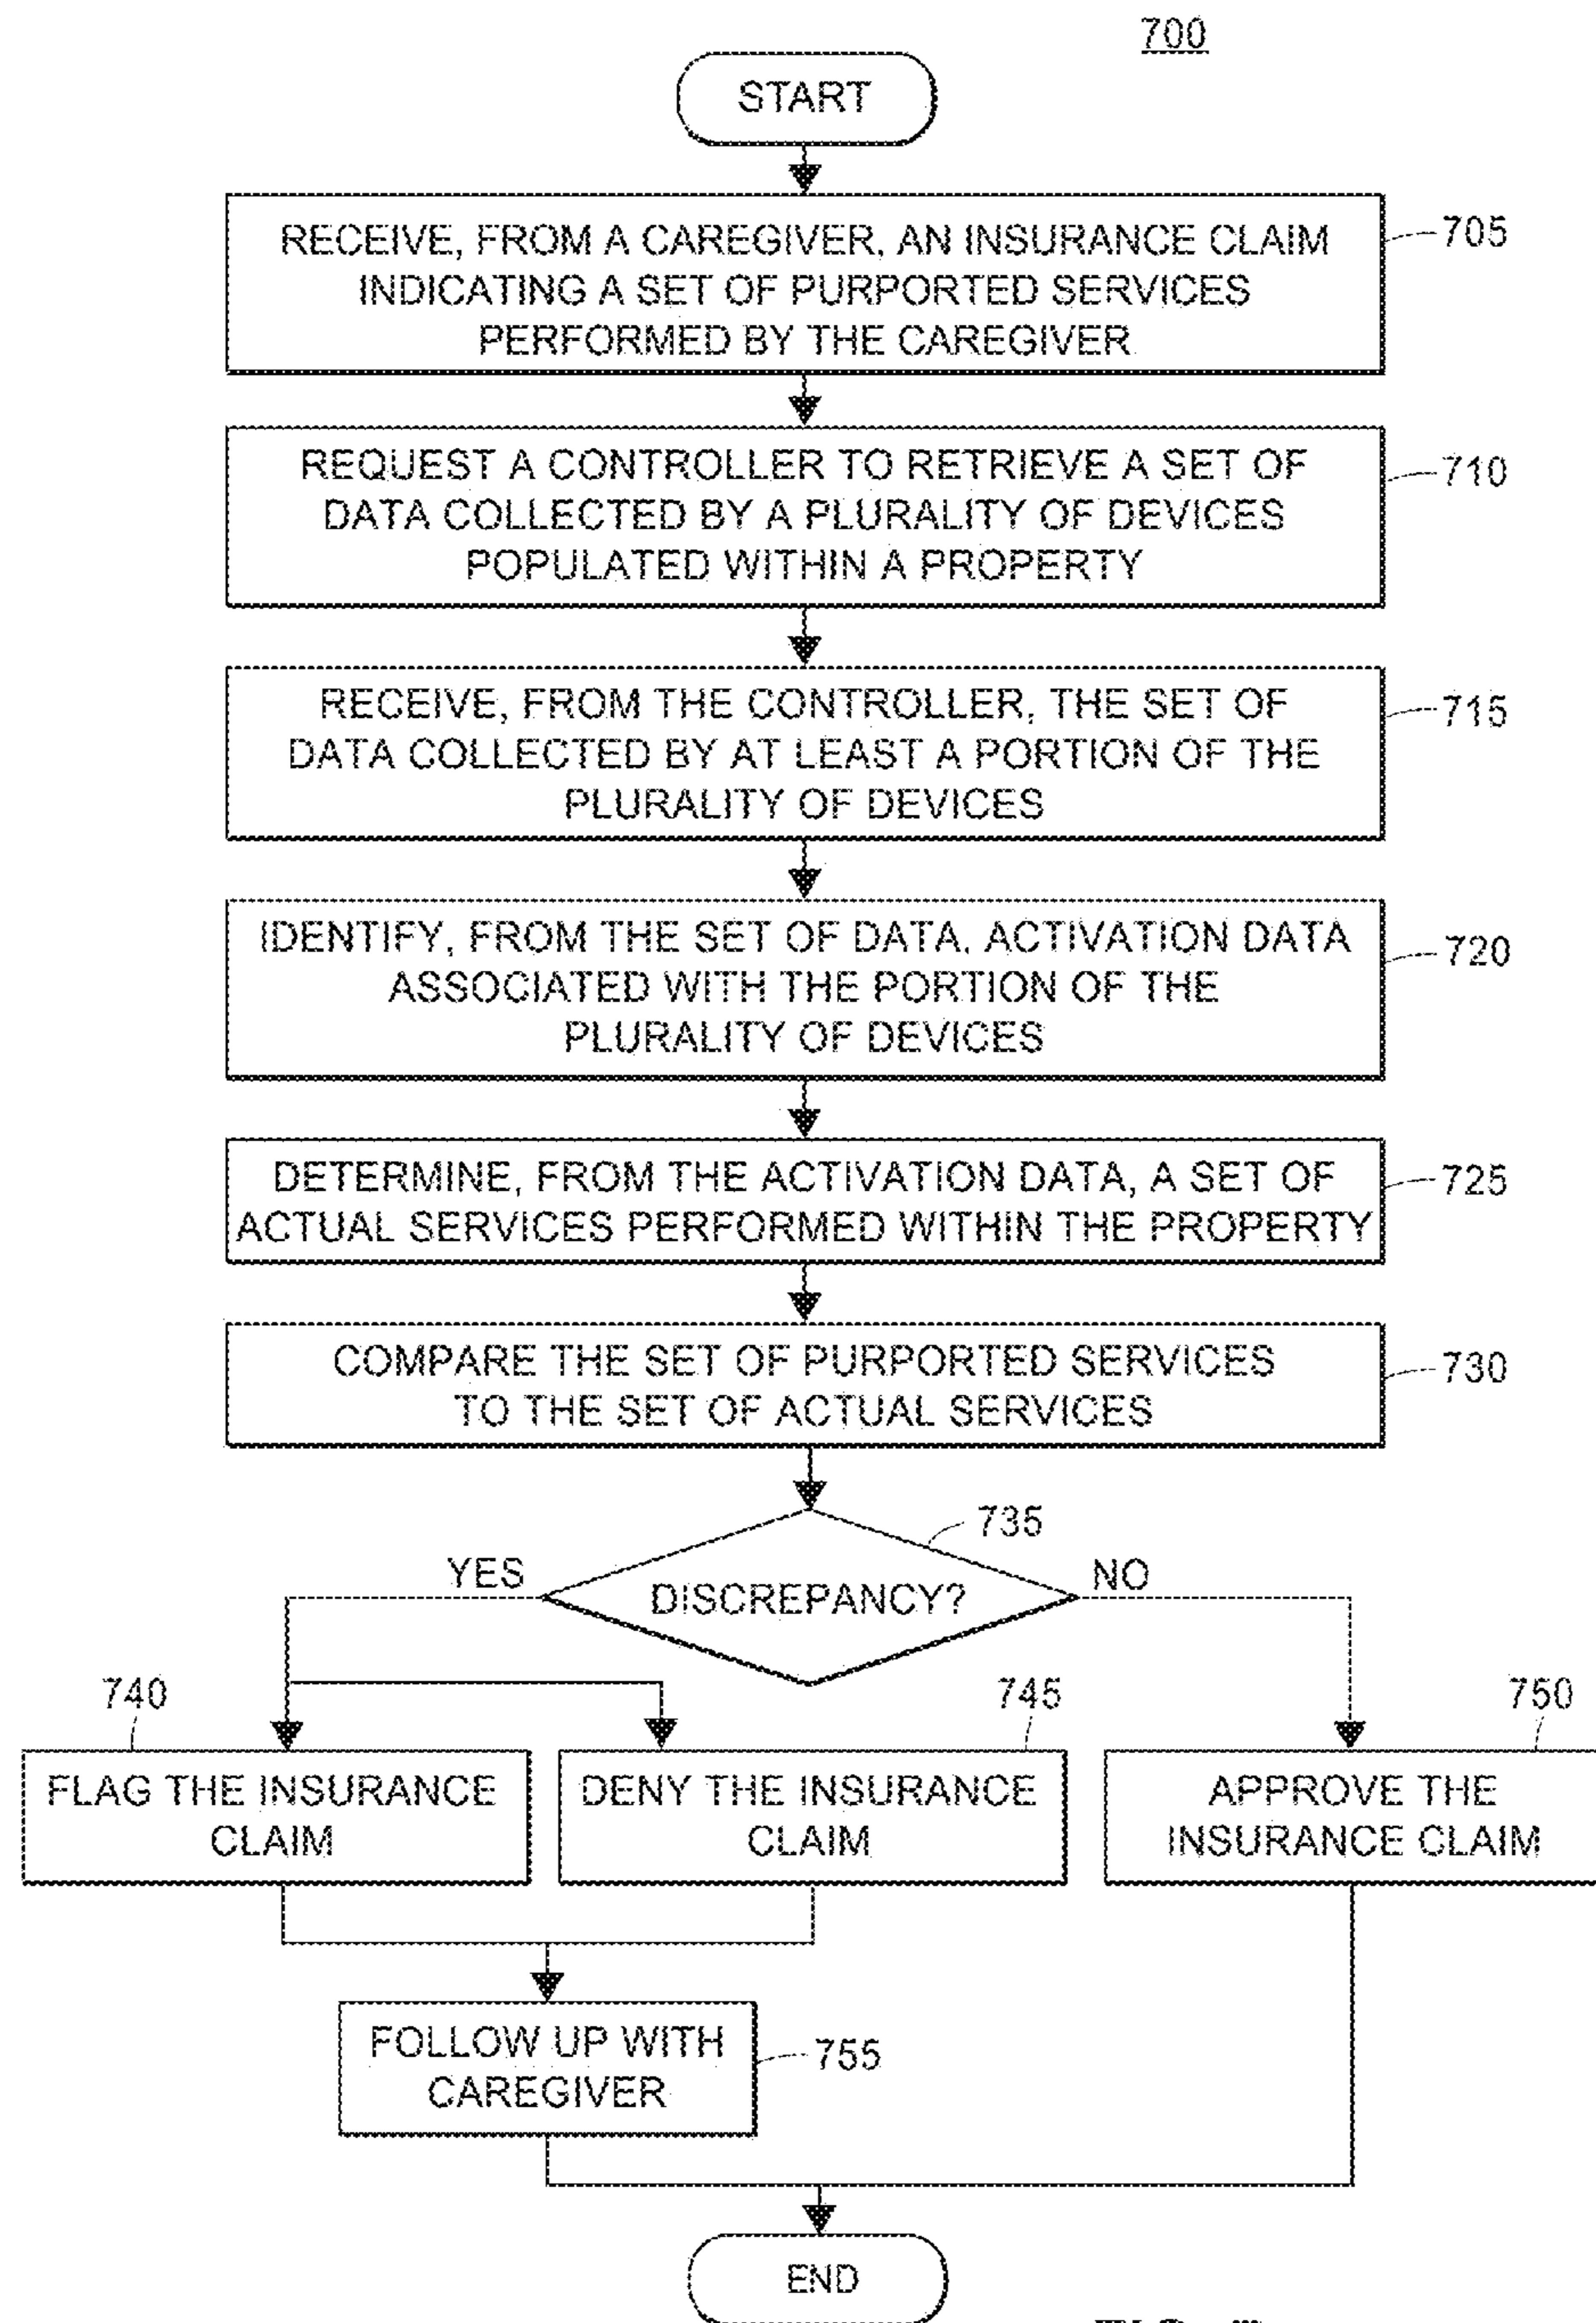 700
START
RECEIVE, FROM A CAREGIVER, AN INSURANCE CLAIM
INDICATING A SET OF PURPORTED SERVICES
PERFORMED BY THE CAREGIVER
705
REQUEST A CONTROLLER TO RETRIEVE A SET OF
DATA COLLECTED BY A PLURALITY OF DEVICES
POPULATED WITHIN A PROPERTY
710
RECEIVE, FROM THE CONTROLLER, THE SET OF
DATA COLLECTED BY AT LEAST A PORTION OF THE
PLURALITY OF DEVICES
715
IDENTIFY, FROM THE SET OF DATA, ACTIVATION DATA
ASSOCIATED WITH THE PORTION OF THE
PLURALITY OF DEVICES
720
DETERMINE, FROM THE ACTIVATION DATA, A SET OF
ACTUAL SERVICES PERFORMED WITHIN THE PROPERTY
725
COMPARE THE SET OF PURPORTED SERVICES
TO THE SET OF ACTUAL SERVICES
730
735
YES
DISCREPANCY?
NO
740
745
750
FLAG THE INSURANCE
CLAIM
DENY THE INSURANCE
CLAIM
APPROVE THE
INSURANCE CLAIM
FOLLOW UP WITH
CAREGIVER
755
END